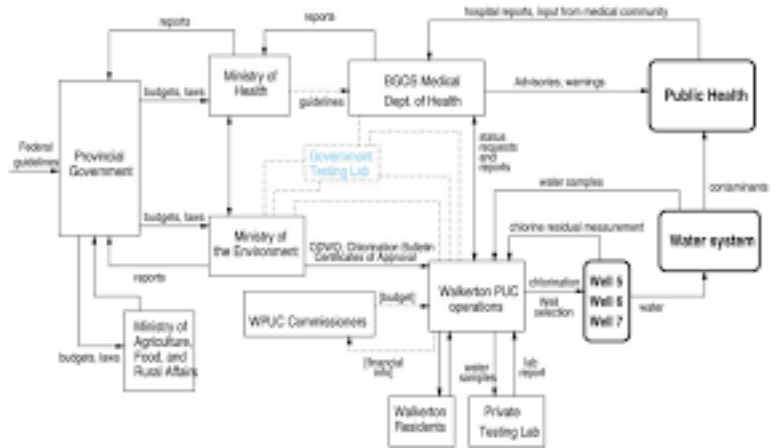 hospital reports, input from medical community
reports
reports
Ministry of
Health
BGOS Medical
Dept. of Health
Public Health
budgets, laws
guidelines
Advisories, warnings
Federal
guidelines
Provincial
Government
Government
Testing Lab
status
requests
and
reports
water samples
contaminants
budgets, laws
Ministry of
the Environment
ODWO, Chlorination Bulletin
Certificates of Approval
chlorine residual measurement
Water system
reports
Walkerton PUC
operations
chlorination
Well
selection
Well 5
Well 6
Well 7
water
[budget]
WPUC Commissioners
Ministry of
Agriculture,
Food, and
Rural Affairs
budgets, laws
[financial
info]
water
samples
lab
report
Walkerton
Residents
Private
Testing Lab